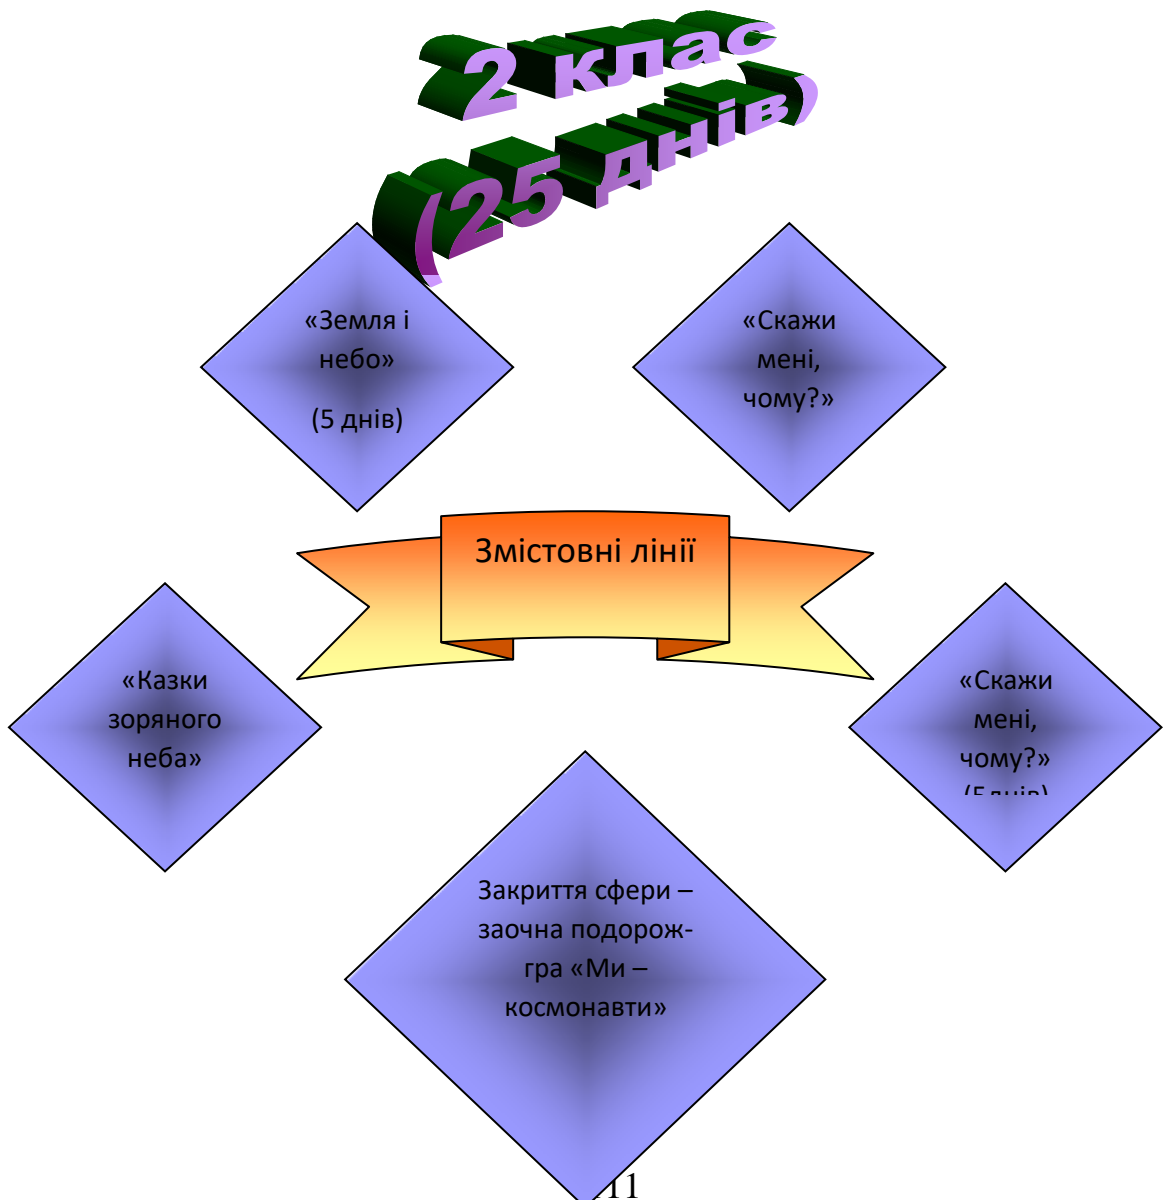 2 клас
(25 днів)
«Земля і
небо»
(5 днів)
«Скажи
мені,
чому?»
Змістовні лінії
«Казки
зоряного
неба»
«Скажи
мені,
чому?»
(5днів)
Закриття сфери –
заочна подорож-
гра «Ми –
космонавти»